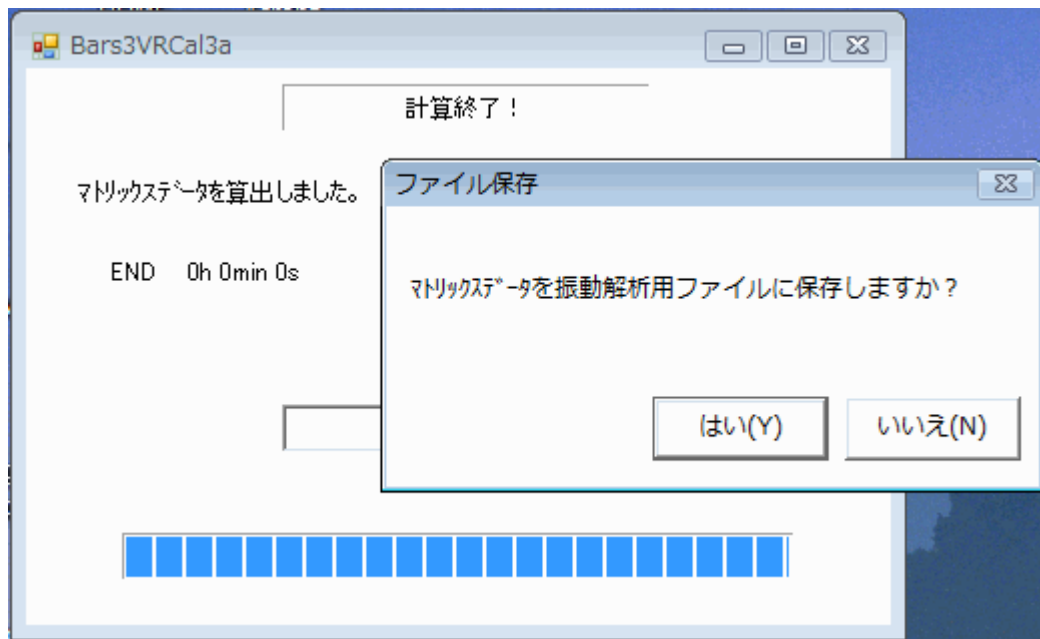 Bars3VRCal3a
計算終了！
ﾏﾄﾘｯｸｽﾃﾞｰﾀを算出しました。
END 0h 0min 0s
ファイル保存
ﾏﾄﾘｯｸｽﾃﾞｰﾀを振動解析用ファイルに保存しますか？
はい(Y)
いいえ(N)